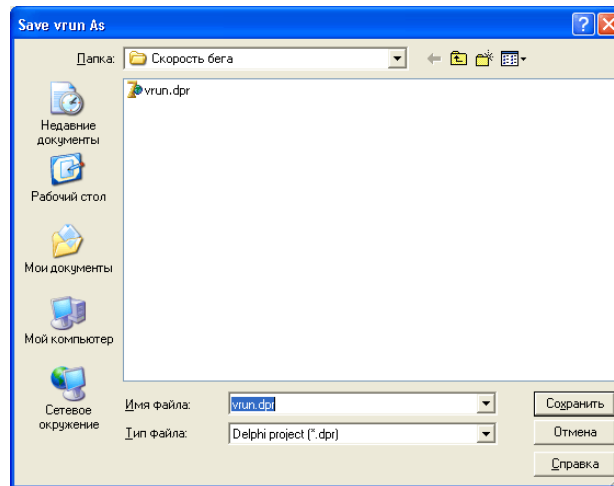 Save vrun As
Папка: Скорость бега
vrun.dpr
Недавние
документы
Рабочий стол
Мои документы
Мой компьютер
Сетевое
окружение
Имя файла: vrun.dpr Сохранить
Тип файла: Delphi project (*.dpr) Отмена
Справка